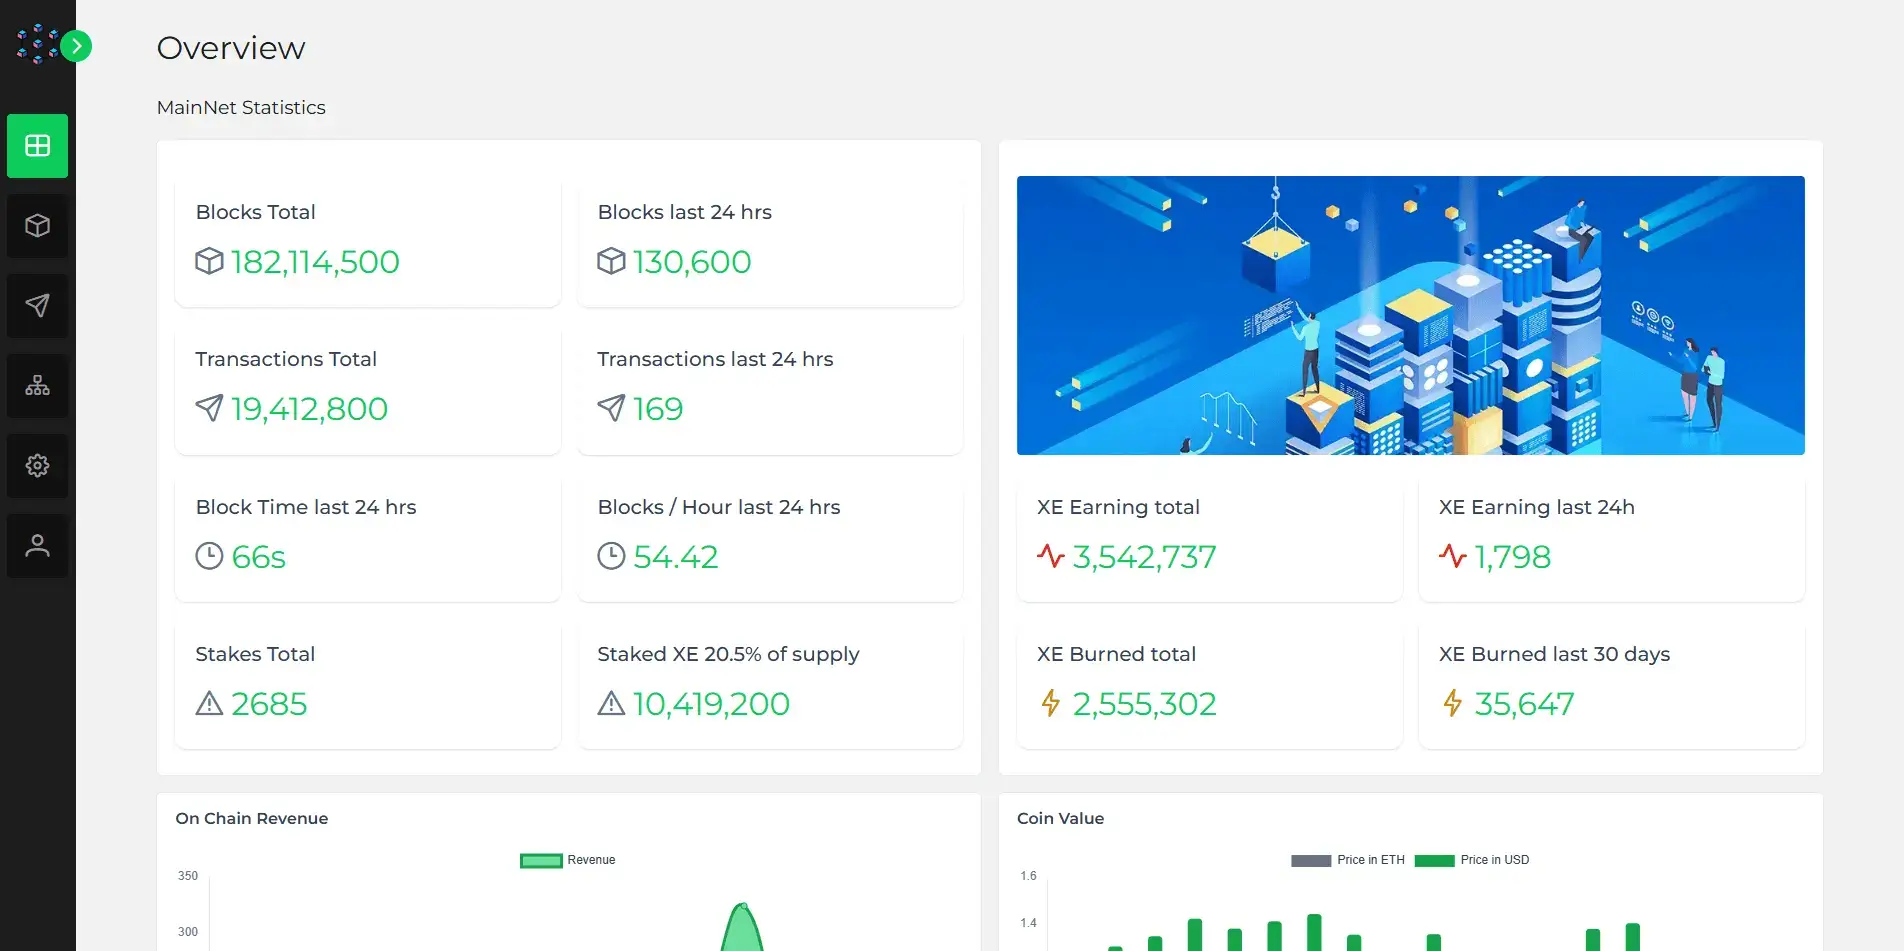 Overview
MainNet Statistics
Blocks Total
182,114,500
Blocks last 24 hrs
130,600
Transactions Total
19,412,800
Transactions last 24 hrs
169
Block Time last 24 hrs
66s
Blocks / Hour last 24 hrs
54.42
Stakes Total
2685
Staked XE 20.5% of supply
10,419,200
XE Earning total
3,542,737
XE Earning last 24h
1,798
XE Burned total
2,555,302
XE Burned last 30 days
35,647
On Chain Revenue
Revenue
350
300
Coin Value
Price in ETH
Price in USD
1.6
1.4